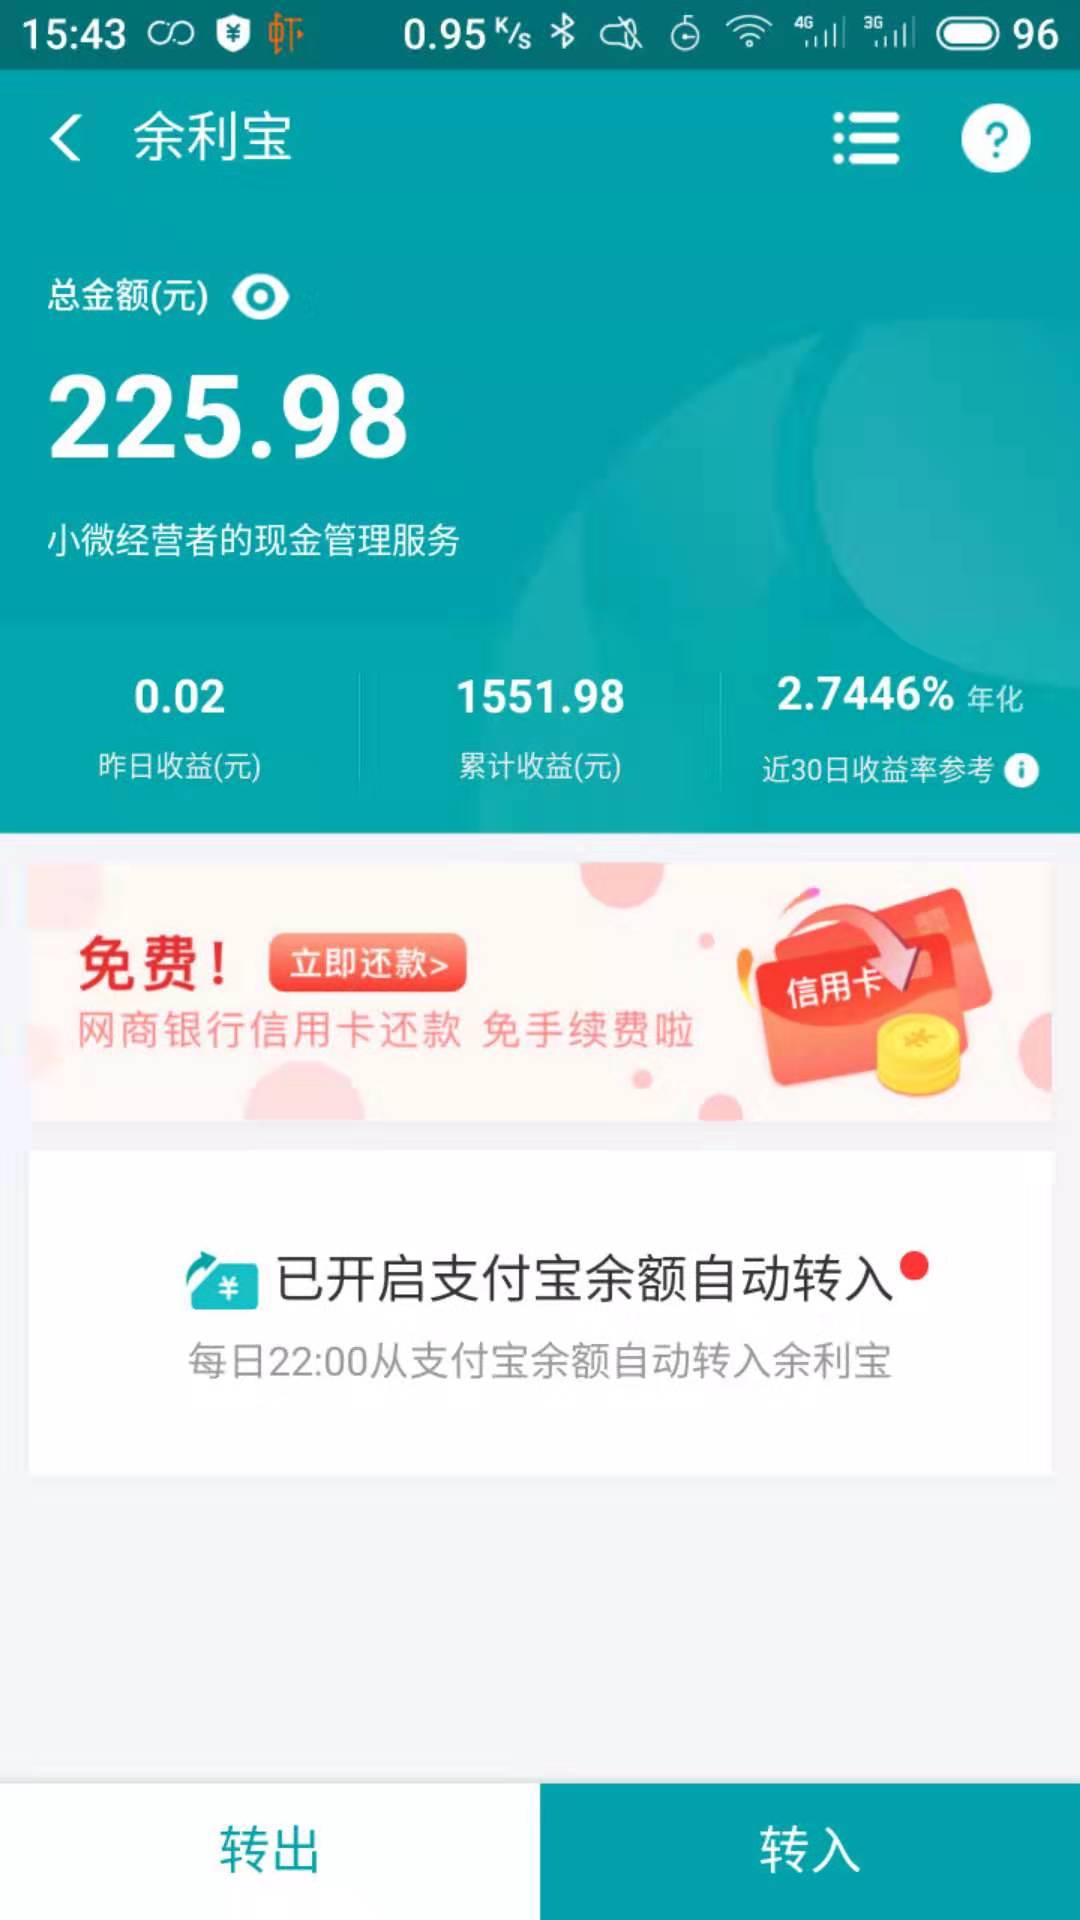 15:43 虾 0.95 K/s 4G 3G 96
余利宝
?
总金额(元)
225.98
小微经营者的现金管理服务
0.02 1551.98 2.7446% 年化
昨日收益(元) 累计收益(元) 近30日收益率参考 i
免费! 立即还款>
网商银行信用卡还款 免手续费啦
信用卡
¥ 已开启支付宝余额自动转入
每日22:00从支付宝余额自动转入余利宝
转出 转入